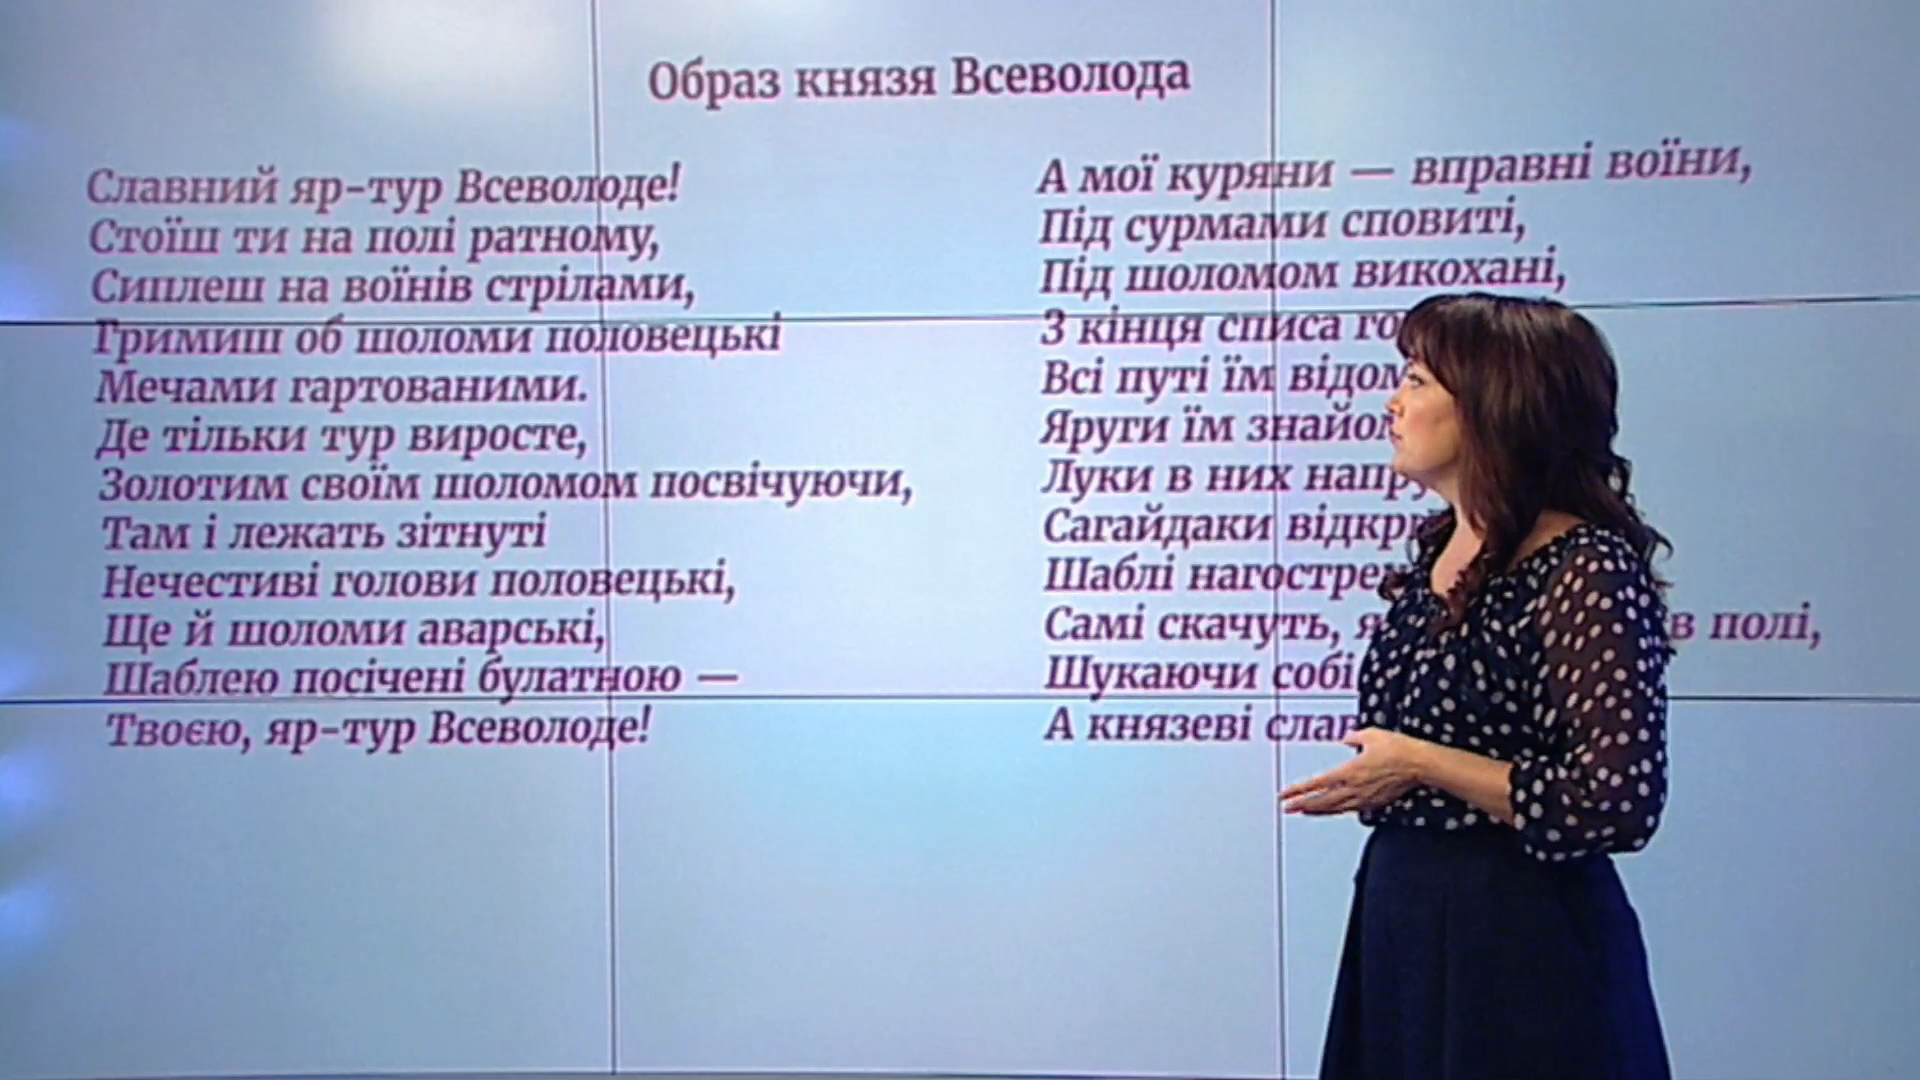 Образ князя Всеволода
Славний яр-тур Всеволоде!
Стоїш ти на полі ратному,
Сиплеш на воїнів стрілами,
Гримиш об шоломи половецькі
Мечами гартованими.
Де тільки тур виросте,
Золотим своїм шоломом посвічуючи,
Там і лежать зітнуті
Нечестиві голови половецькі,
Ще й шоломи аварські,
Шаблею посічені булатною —
Твоєю, яр-тур Всеволоде!
А мої куряни — вправні воїни,
Під сурмами сповиті,
Під шоломом викохані,
З кінця списа
Всі путі їм
Яруги їм
Луки в них
Сагайдаки
Шаблі
Самі скачуть, в полі,
Шукаючи собі
А князеві